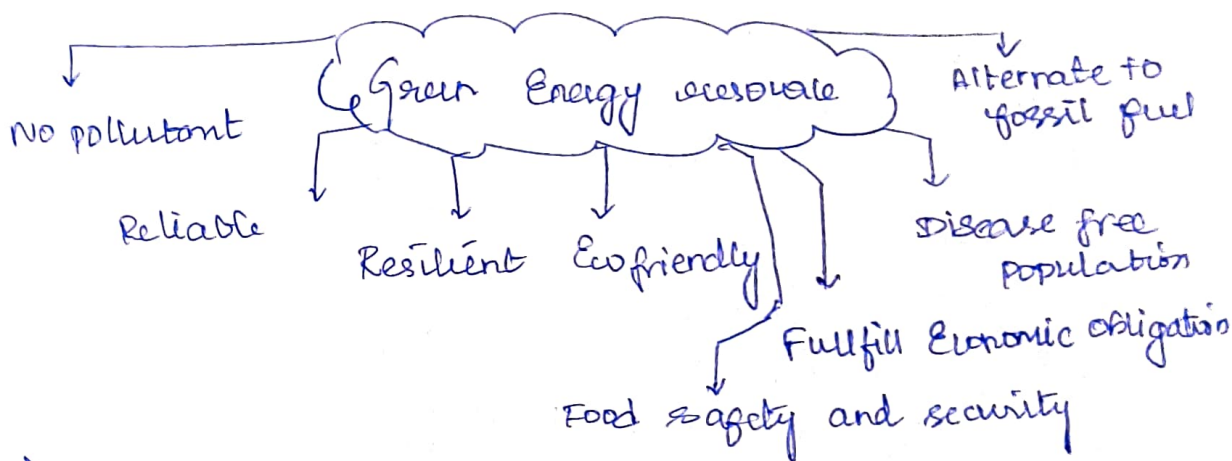 Green Energy resource
Alternate to
fossil fuel
No pollutant
Reliable
Resilient
Ecofriendly
Disease free
population
Fullfill Economic obligation
Food safety and security